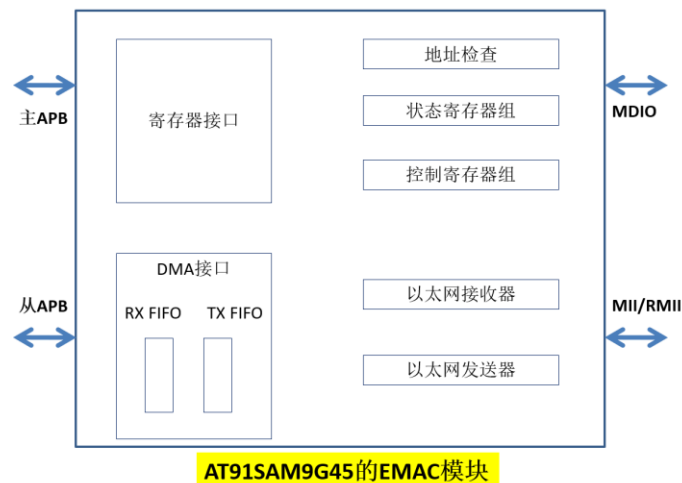 地址检查
主APB
寄存器接口
状态寄存器组
MDIO
控制寄存器组
DMA接口
从APB
RX FIFO
TX FIFO
以太网接收器
MII/RMII
以太网发送器
AT91SAM9G45的EMAC模块